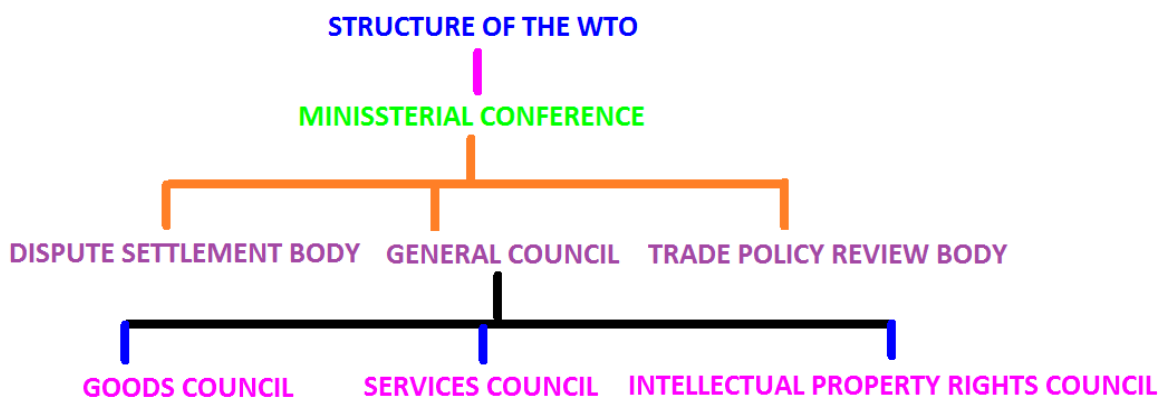 STRUCTURE OF THE WTO
MINISSTERIAL CONFERENCE
DISPUTE SETTLEMENT BODY GENERAL COUNCIL TRADE POLICY REVIEW BODY
GOODS COUNCIL SERVICES COUNCIL INTELLECTUAL PROPERTY RIGHTS COUNCIL